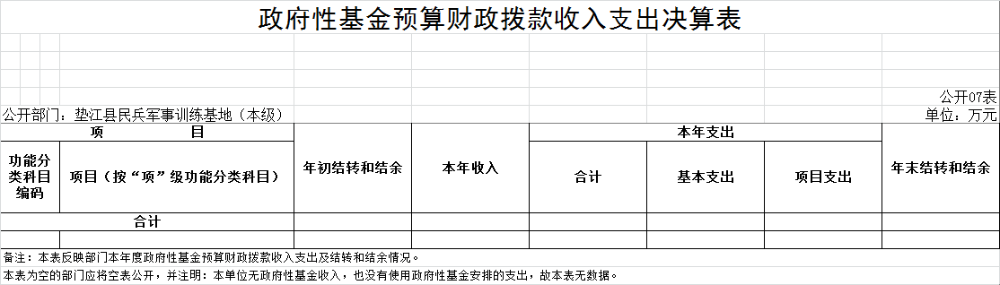 政府性基金预算财政拨款收入支出决算表
公开07表
公开部门：垫江县民兵军事训练基地（本级） 单位：万元
项 目 年初结转和结余 本年收入 本年支出 年末结转和结余
功能分类科目编码 项目（按“项”级功能分类科目） 合计 基本支出 项目支出
合计
备注：本表反映部门本年度政府性基金预算财政拨款收入支出及结转和结余情况。
本表为空的部门应将空表公开，并注明：本单位无政府性基金收入，也没有使用政府性基金安排的支出，故本表无数据。